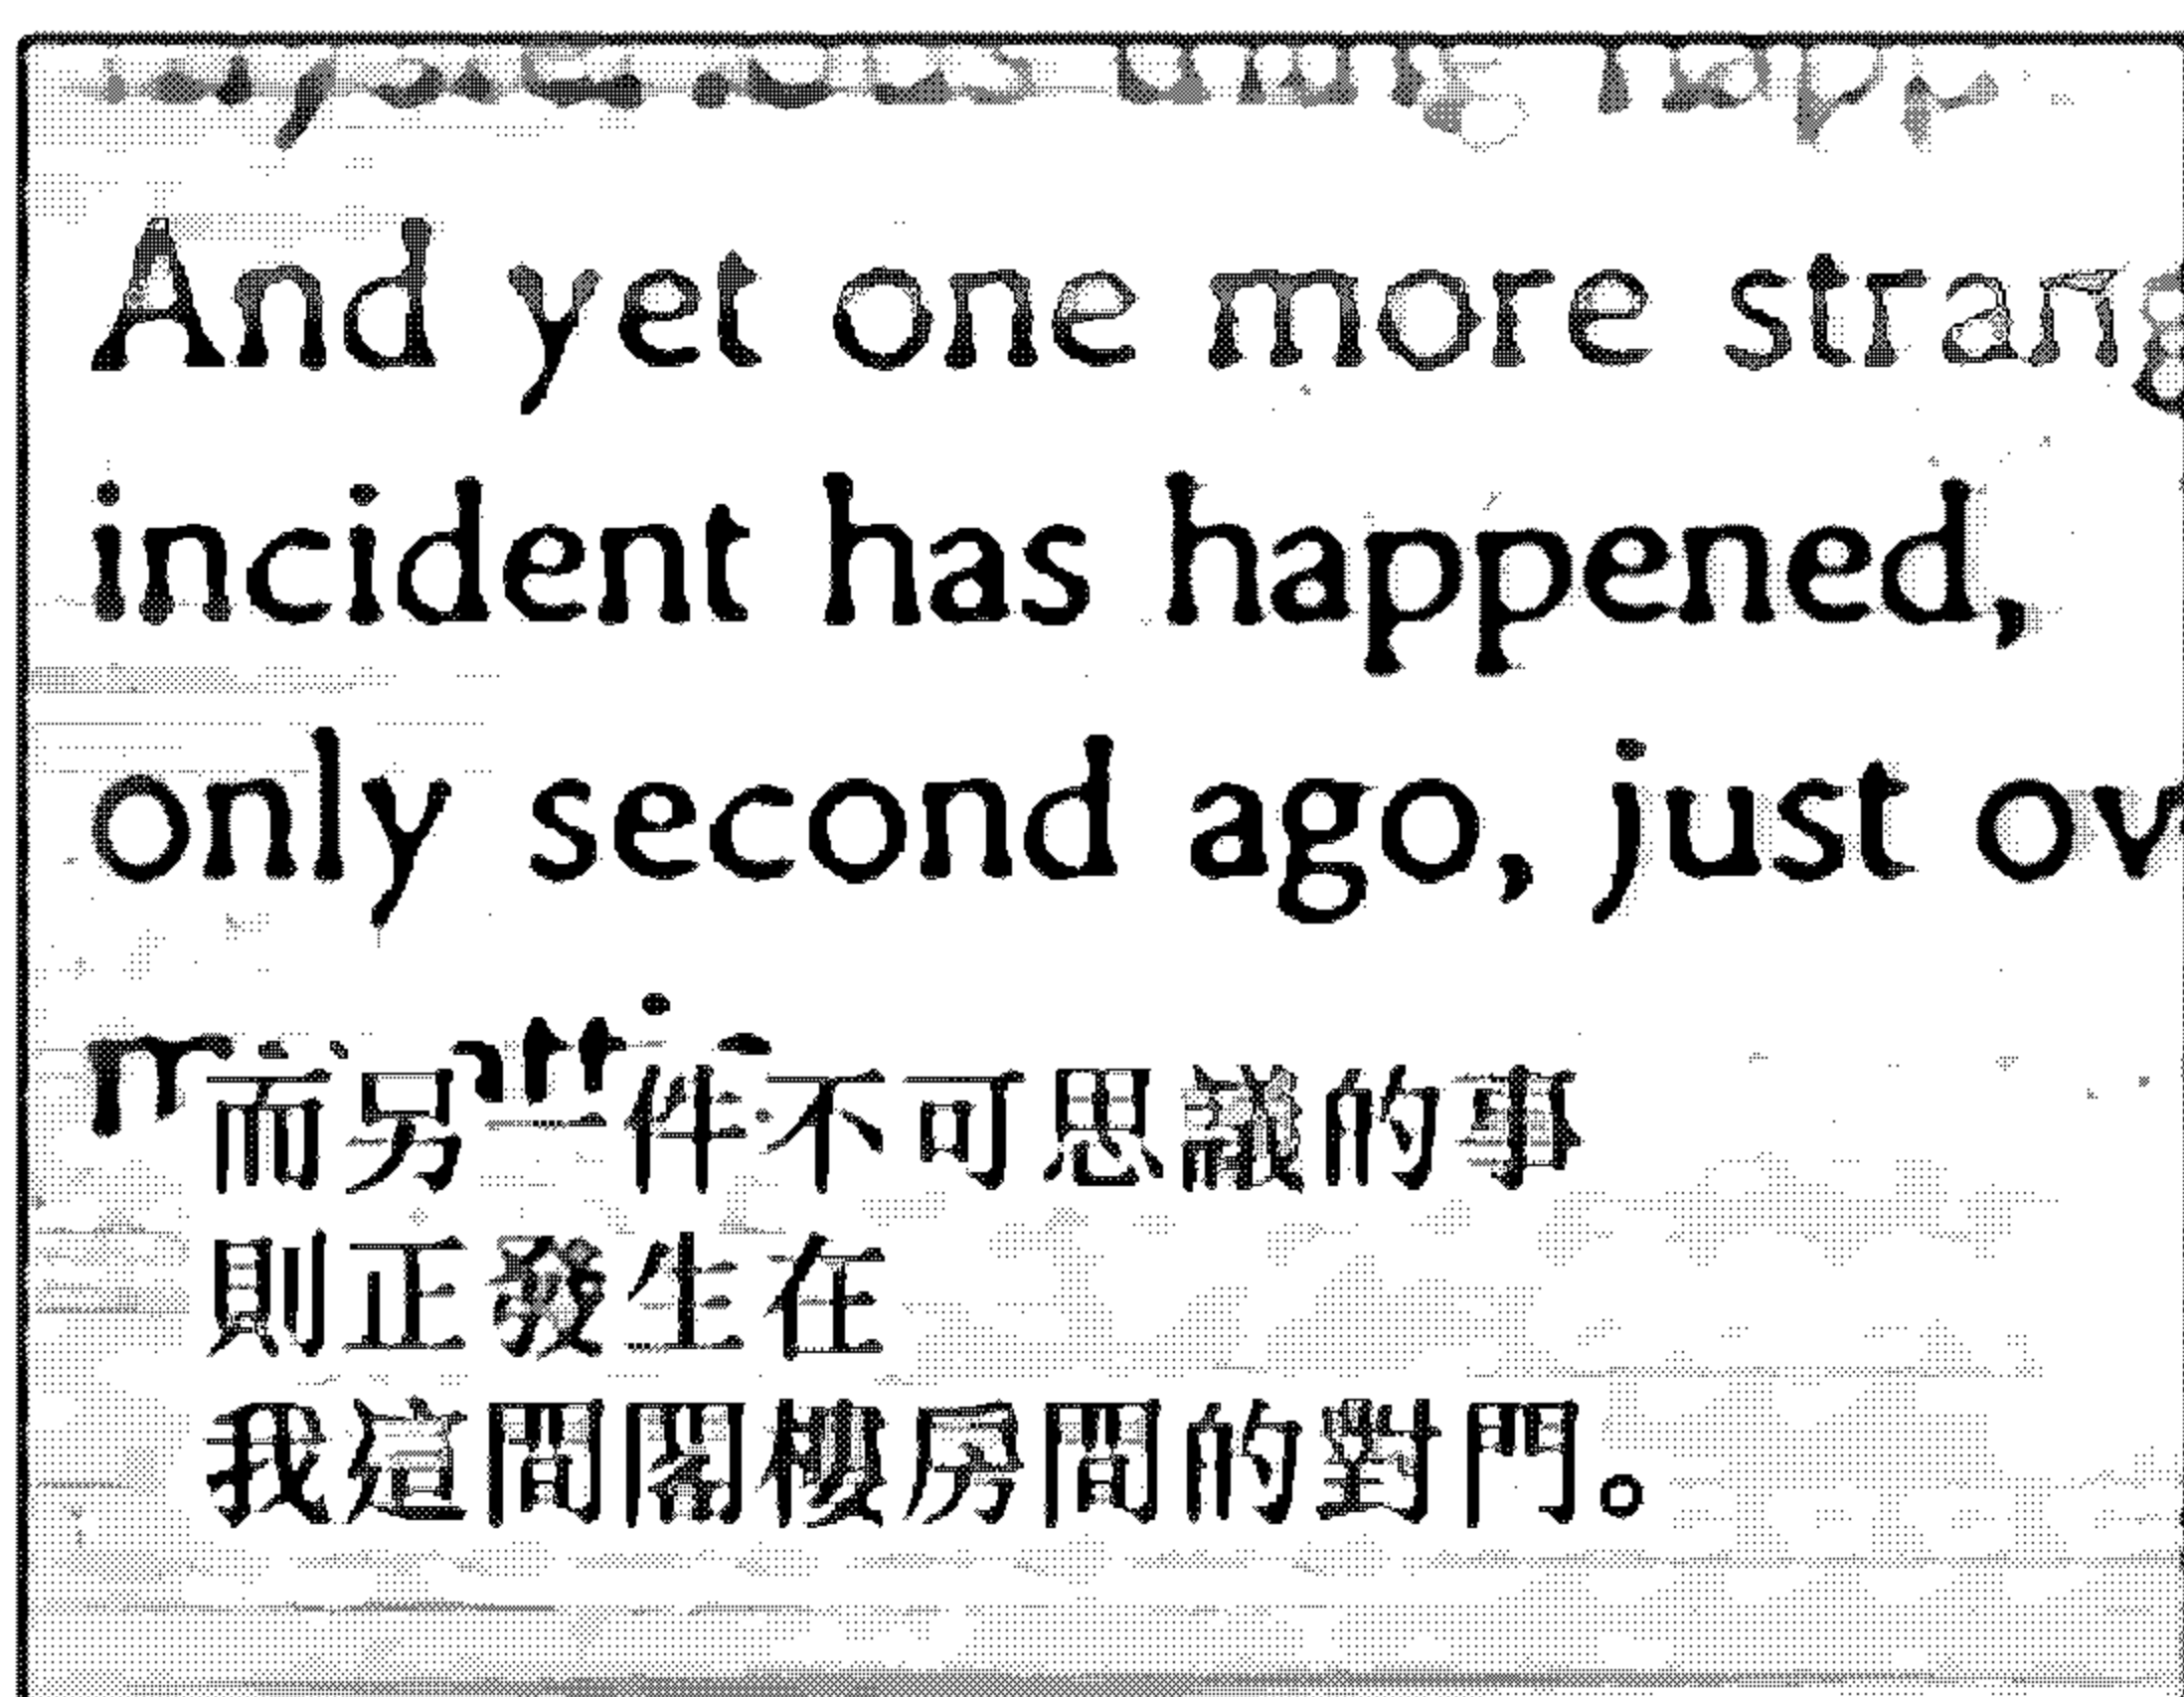 And yet one more strang
incident has happened,
only second ago, just ov
而另一件不可思議的事
則正發生在
我這間閣樓房間的對門。